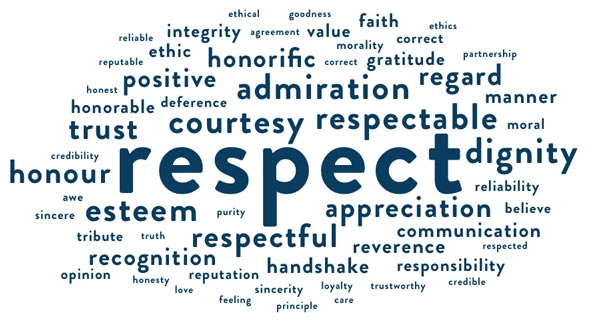 ethical goodness
faith
reliable integrity agreement value ethics
ethic morality correct
reputable honorific correct gratitude partnership
positive admiration regard
honest manner
honorable deference
trust courtesy respectable moral
respect dignity
credibility
honour reliability
awe
sincere esteem purity appreciation believe
tribute truth respectful communication
reverence respected
recognition handshake responsibility
opinion honesty reputation
love sincerity loyalty trustworthy credible
feeling principle care